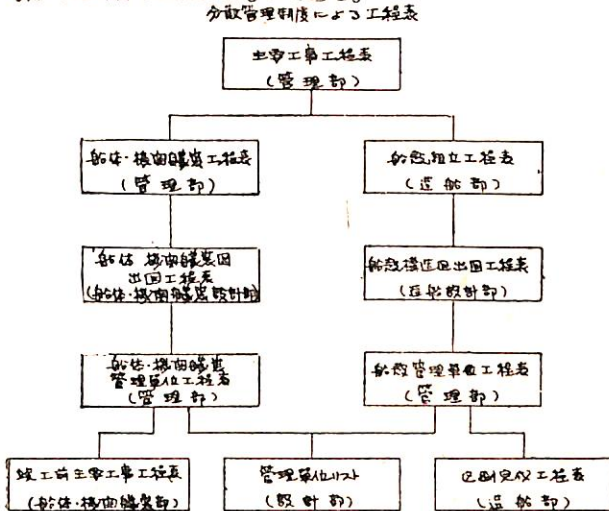 分散管理制度による工程表
主要工事工程表
(管理部)
船体・機関艤装工程表
(管理部)
船殻組立工程表
(造船部)
船体 機関艤装図
出図工程表
(船体・機関艤装設計部)
船殻構造図出図工程表
(造船設計部)
船体・機関艤装
管理単位工程表
(管理部)
船殻管理単位工程表
(管理部)
竣工前主要工事工程表
(船体・機関艤装部)
管理単位リスト
(設計部)
区画完成工程表
(造船部)